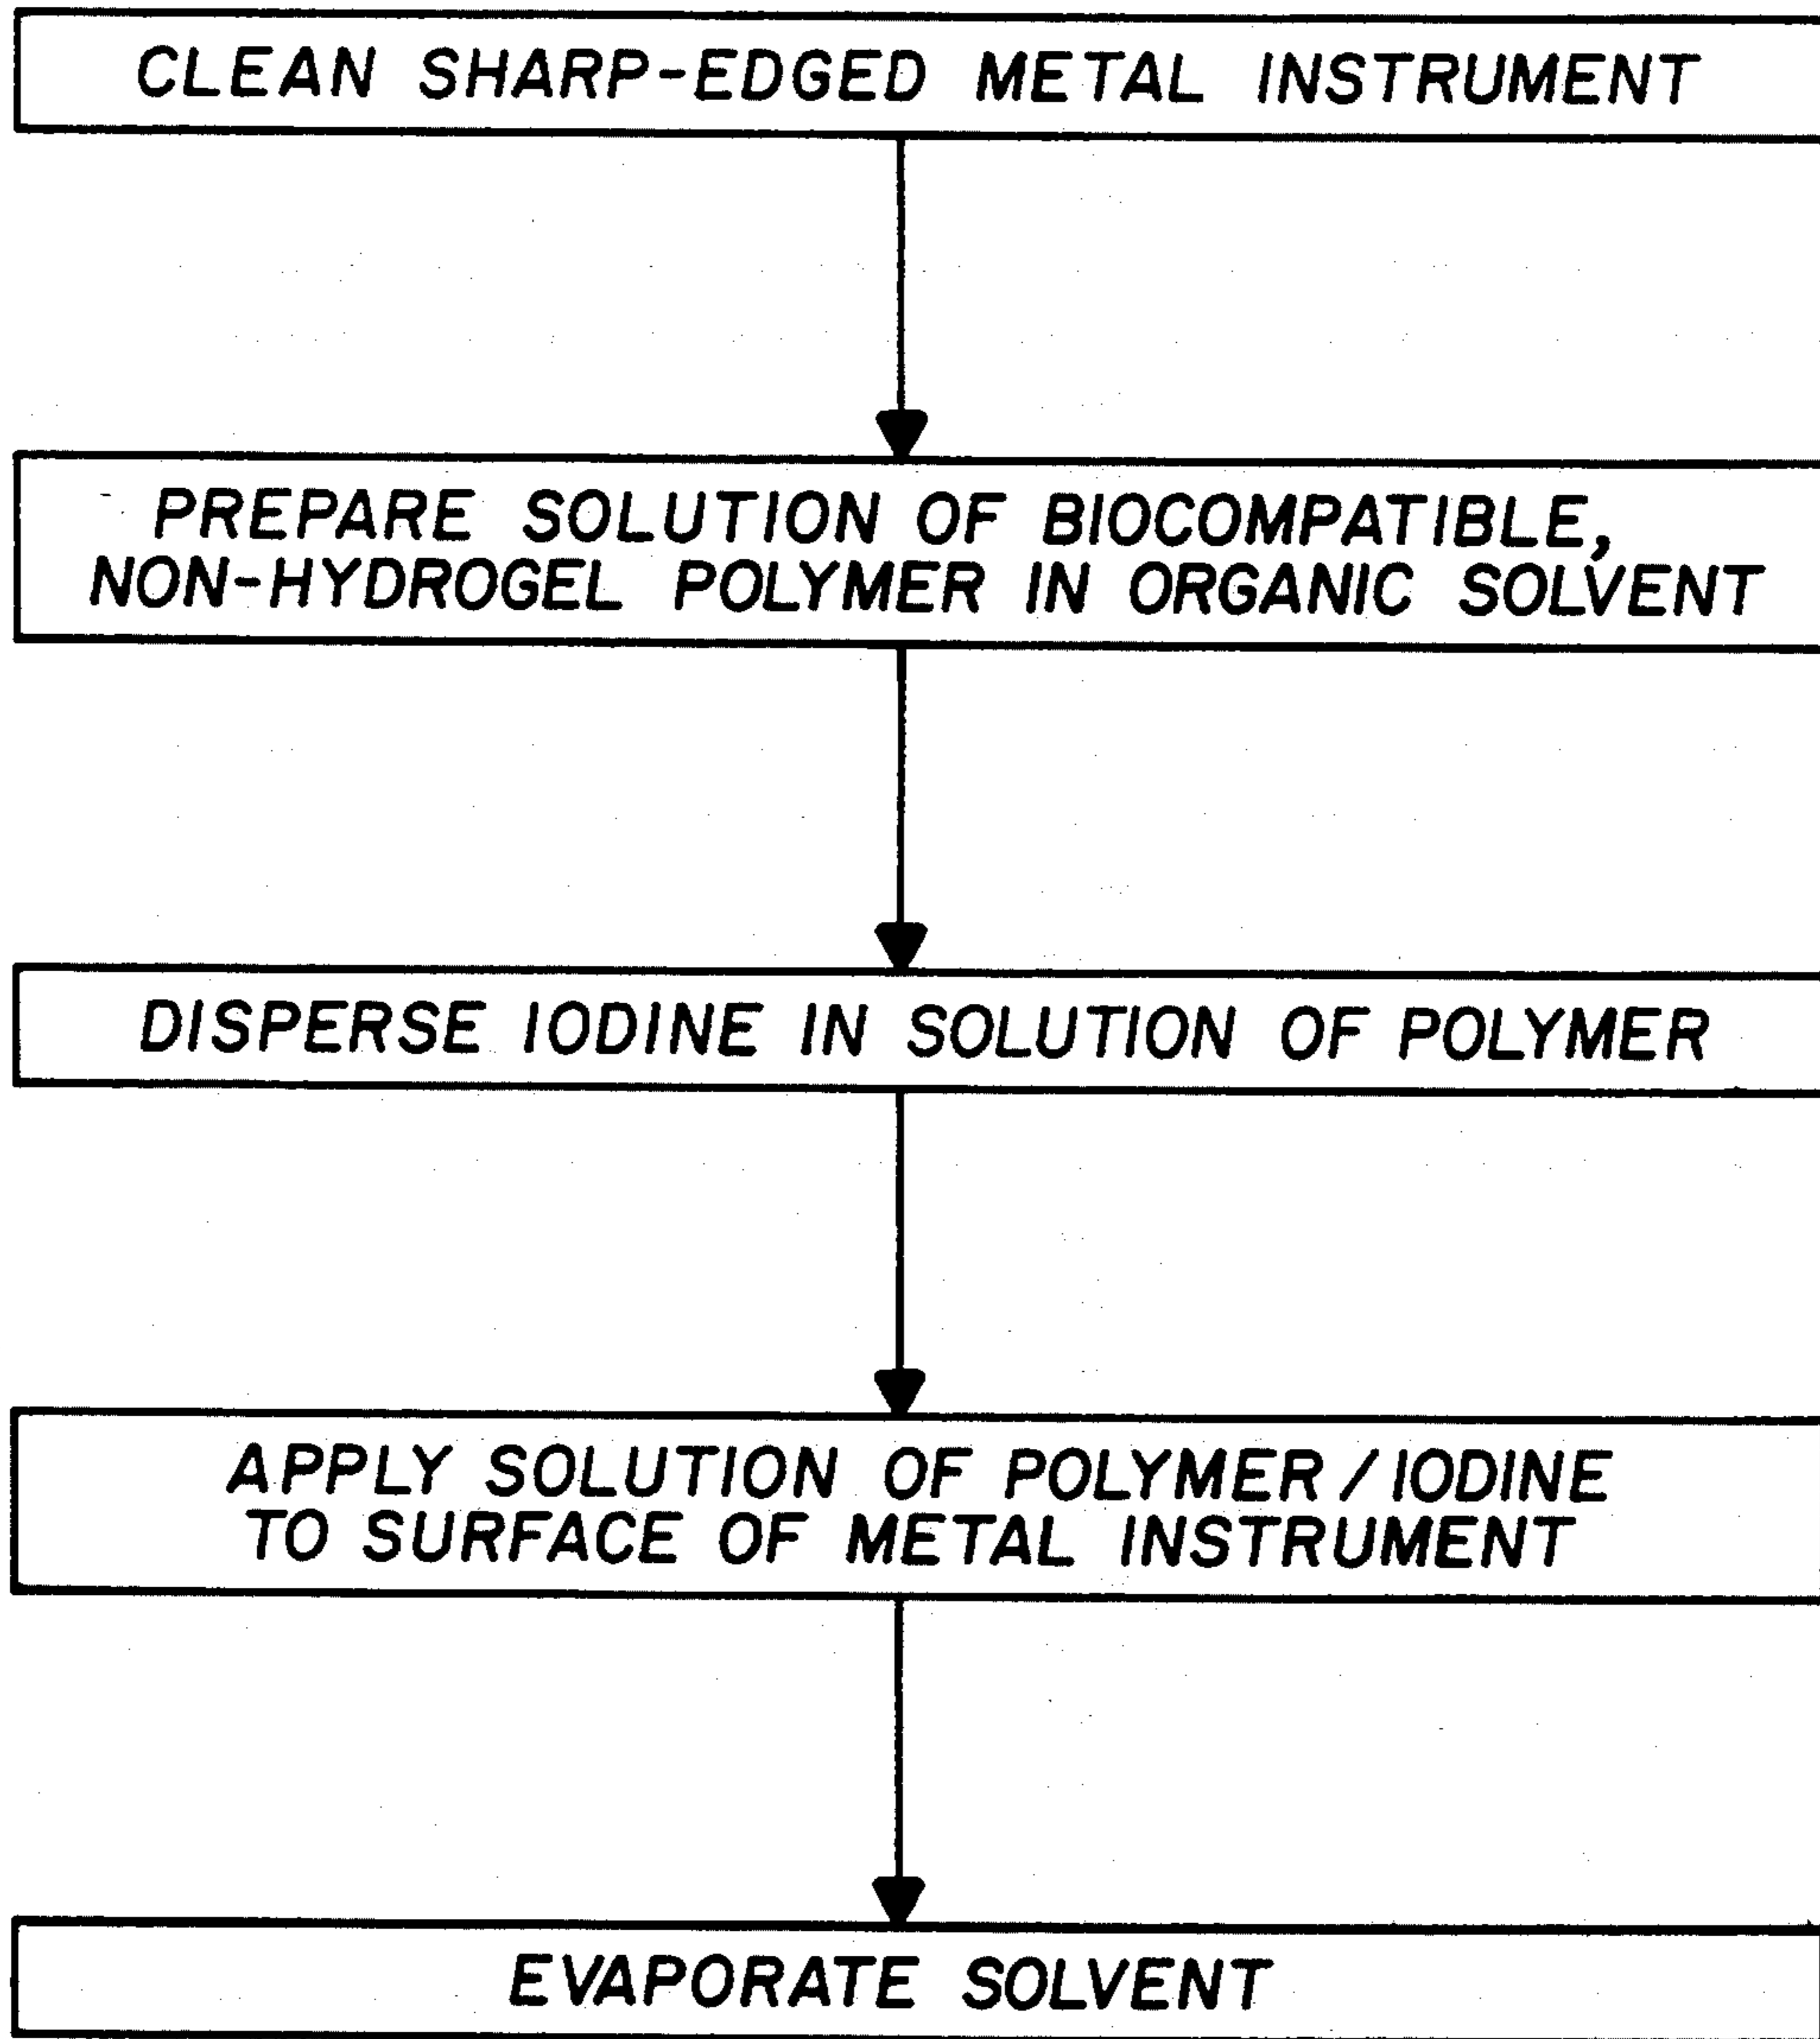 CLEAN SHARP-EDGED METAL INSTRUMENT
PREPARE SOLUTION OF BIOCOMPATIBLE,
NON-HYDROGEL POLYMER IN ORGANIC SOLVENT
DISPERSE IODINE IN SOLUTION OF POLYMER
APPLY SOLUTION OF POLYMER/IODINE
TO SURFACE OF METAL INSTRUMENT
EVAPORATE SOLVENT